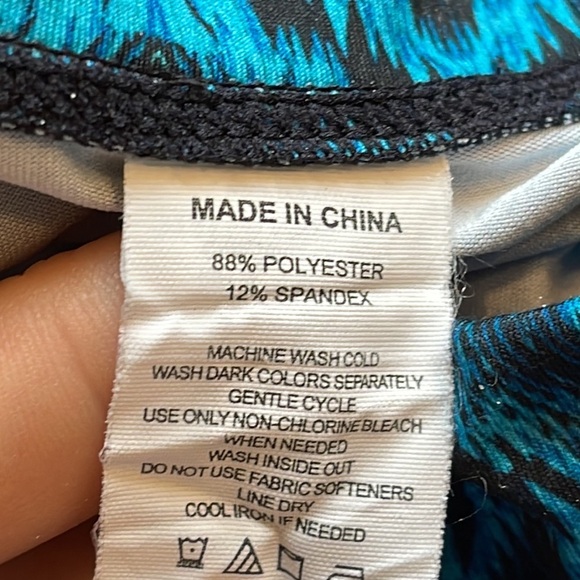 MADE IN CHINA
88% POLYESTER
12% SPANDEX
MACHINE WASH COLD
WASH DARK COLORS SEPARATELY
GENTLE CYCLE
USE ONLY NON-CHLORINE BLEACH
WHEN NEEDED
WASH INSIDE OUT
DO NOT USE FABRIC SOFTENERS
LINE DRY
COOL IRON IF NEEDED